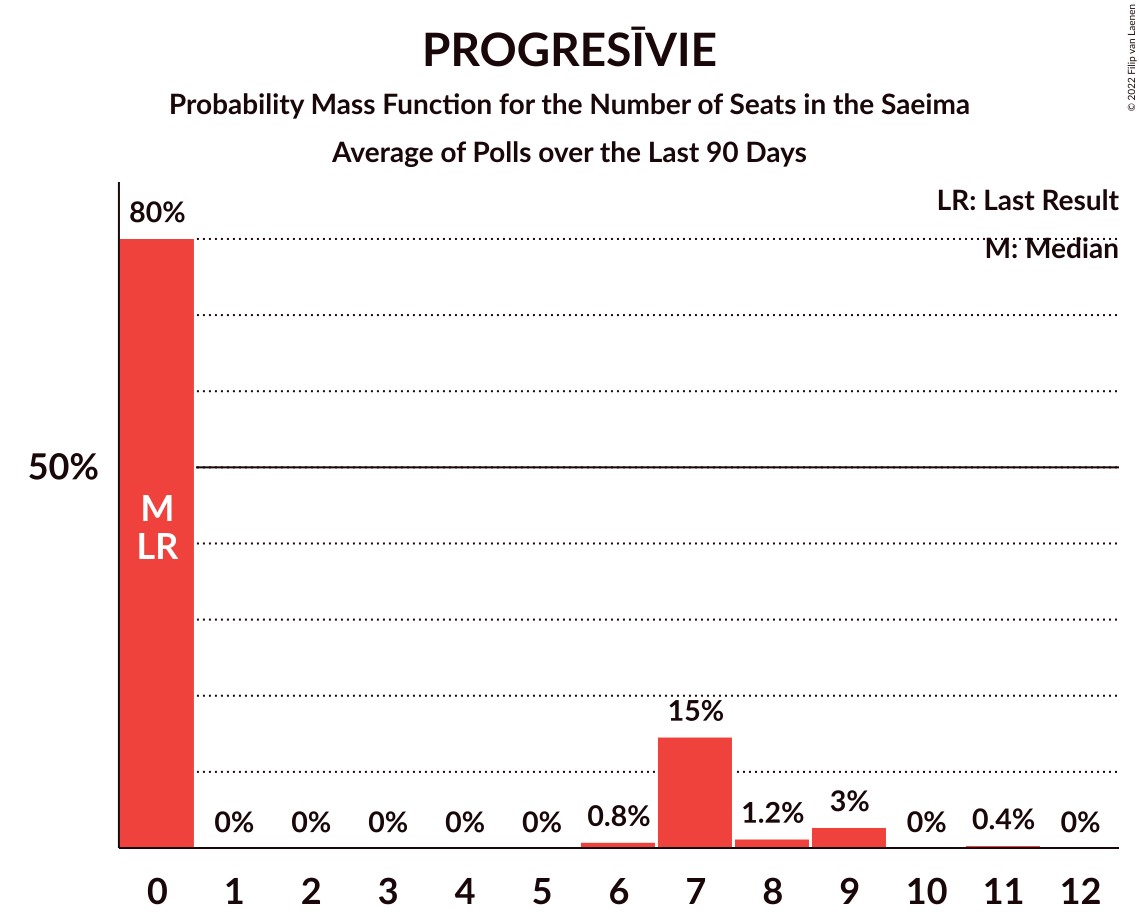 PROGRESĪVIE
Probability Mass Function for the Number of Seats in the Saeima
Average of Polls over the Last 90 Days
© 2022 Filip van Laenen
LR: Last Result
M: Median
80%
50%
M
LR
0% 0% 0% 0% 0% 0.8% 15% 1.2% 3% 0% 0.4% 0%
0 1 2 3 4 5 6 7 8 9 10 11 12